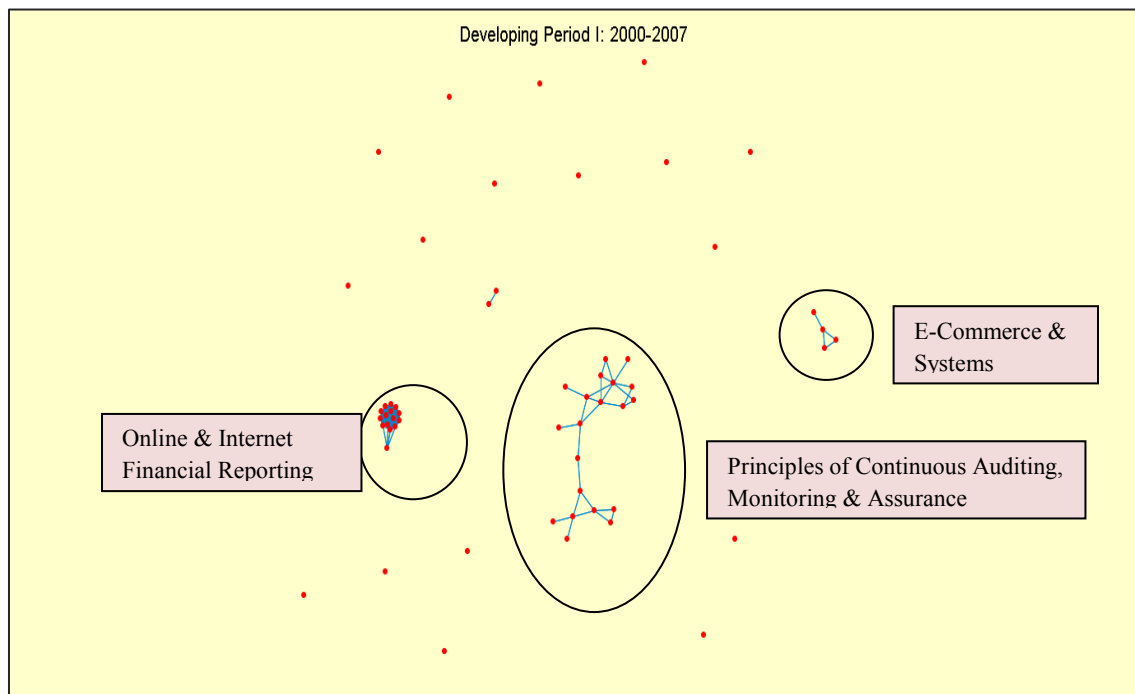 Developing Period I: 2000-2007
E-Commerce &
Systems
Online & Internet
Financial Reporting
Principles of Continuous Auditing,
Monitoring & Assurance